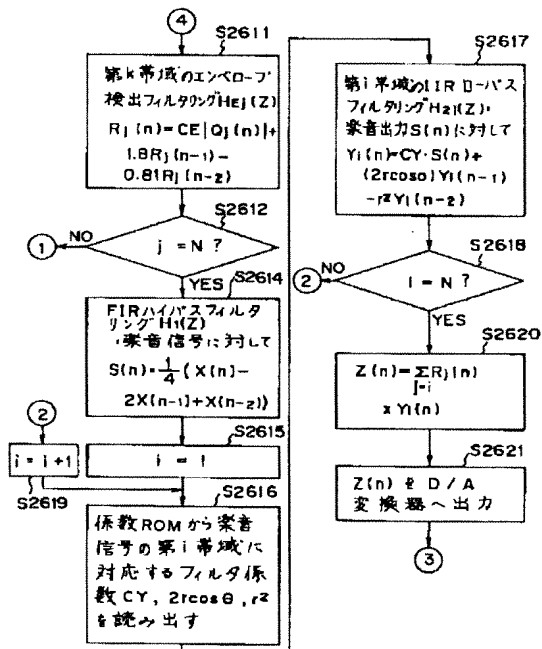 4
S2611
第k帯域のエンベロープ
検出フィルタリングHEj(Z)
Rj(n)=CE|Qj(n)|+
1.8Rj(n-1)-
0.81Rj(n-2)
S2612
1
NO
j = N ?
YES
S2614
FIRハイパスフィルタ
リングH1(Z)
・楽音信号に対して
S(n)=1/4(X(n)-
2X(n-1)+X(n-2))
2
S2615
i = i+1
i = 1
S2619
S2616
係数ROMから楽音
信号の第i帯域に
対応するフィルタ係
数CY, 2rcosθ, r²
を読み出す
S2617
第i帯域のIIRローパス
フィルタリングH2i(Z)・
楽音出力S(n)に対して
Yi(n)=CY・S(n)+
(2rcosθ)Yi(n-1)
-r²Yi(n-2)
S2618
2
NO
i = N ?
YES
S2620
Z(n)=ΣRj(n)
j=i
xYi(n)
S2621
Z(n)をD/A
変換器へ出力
3